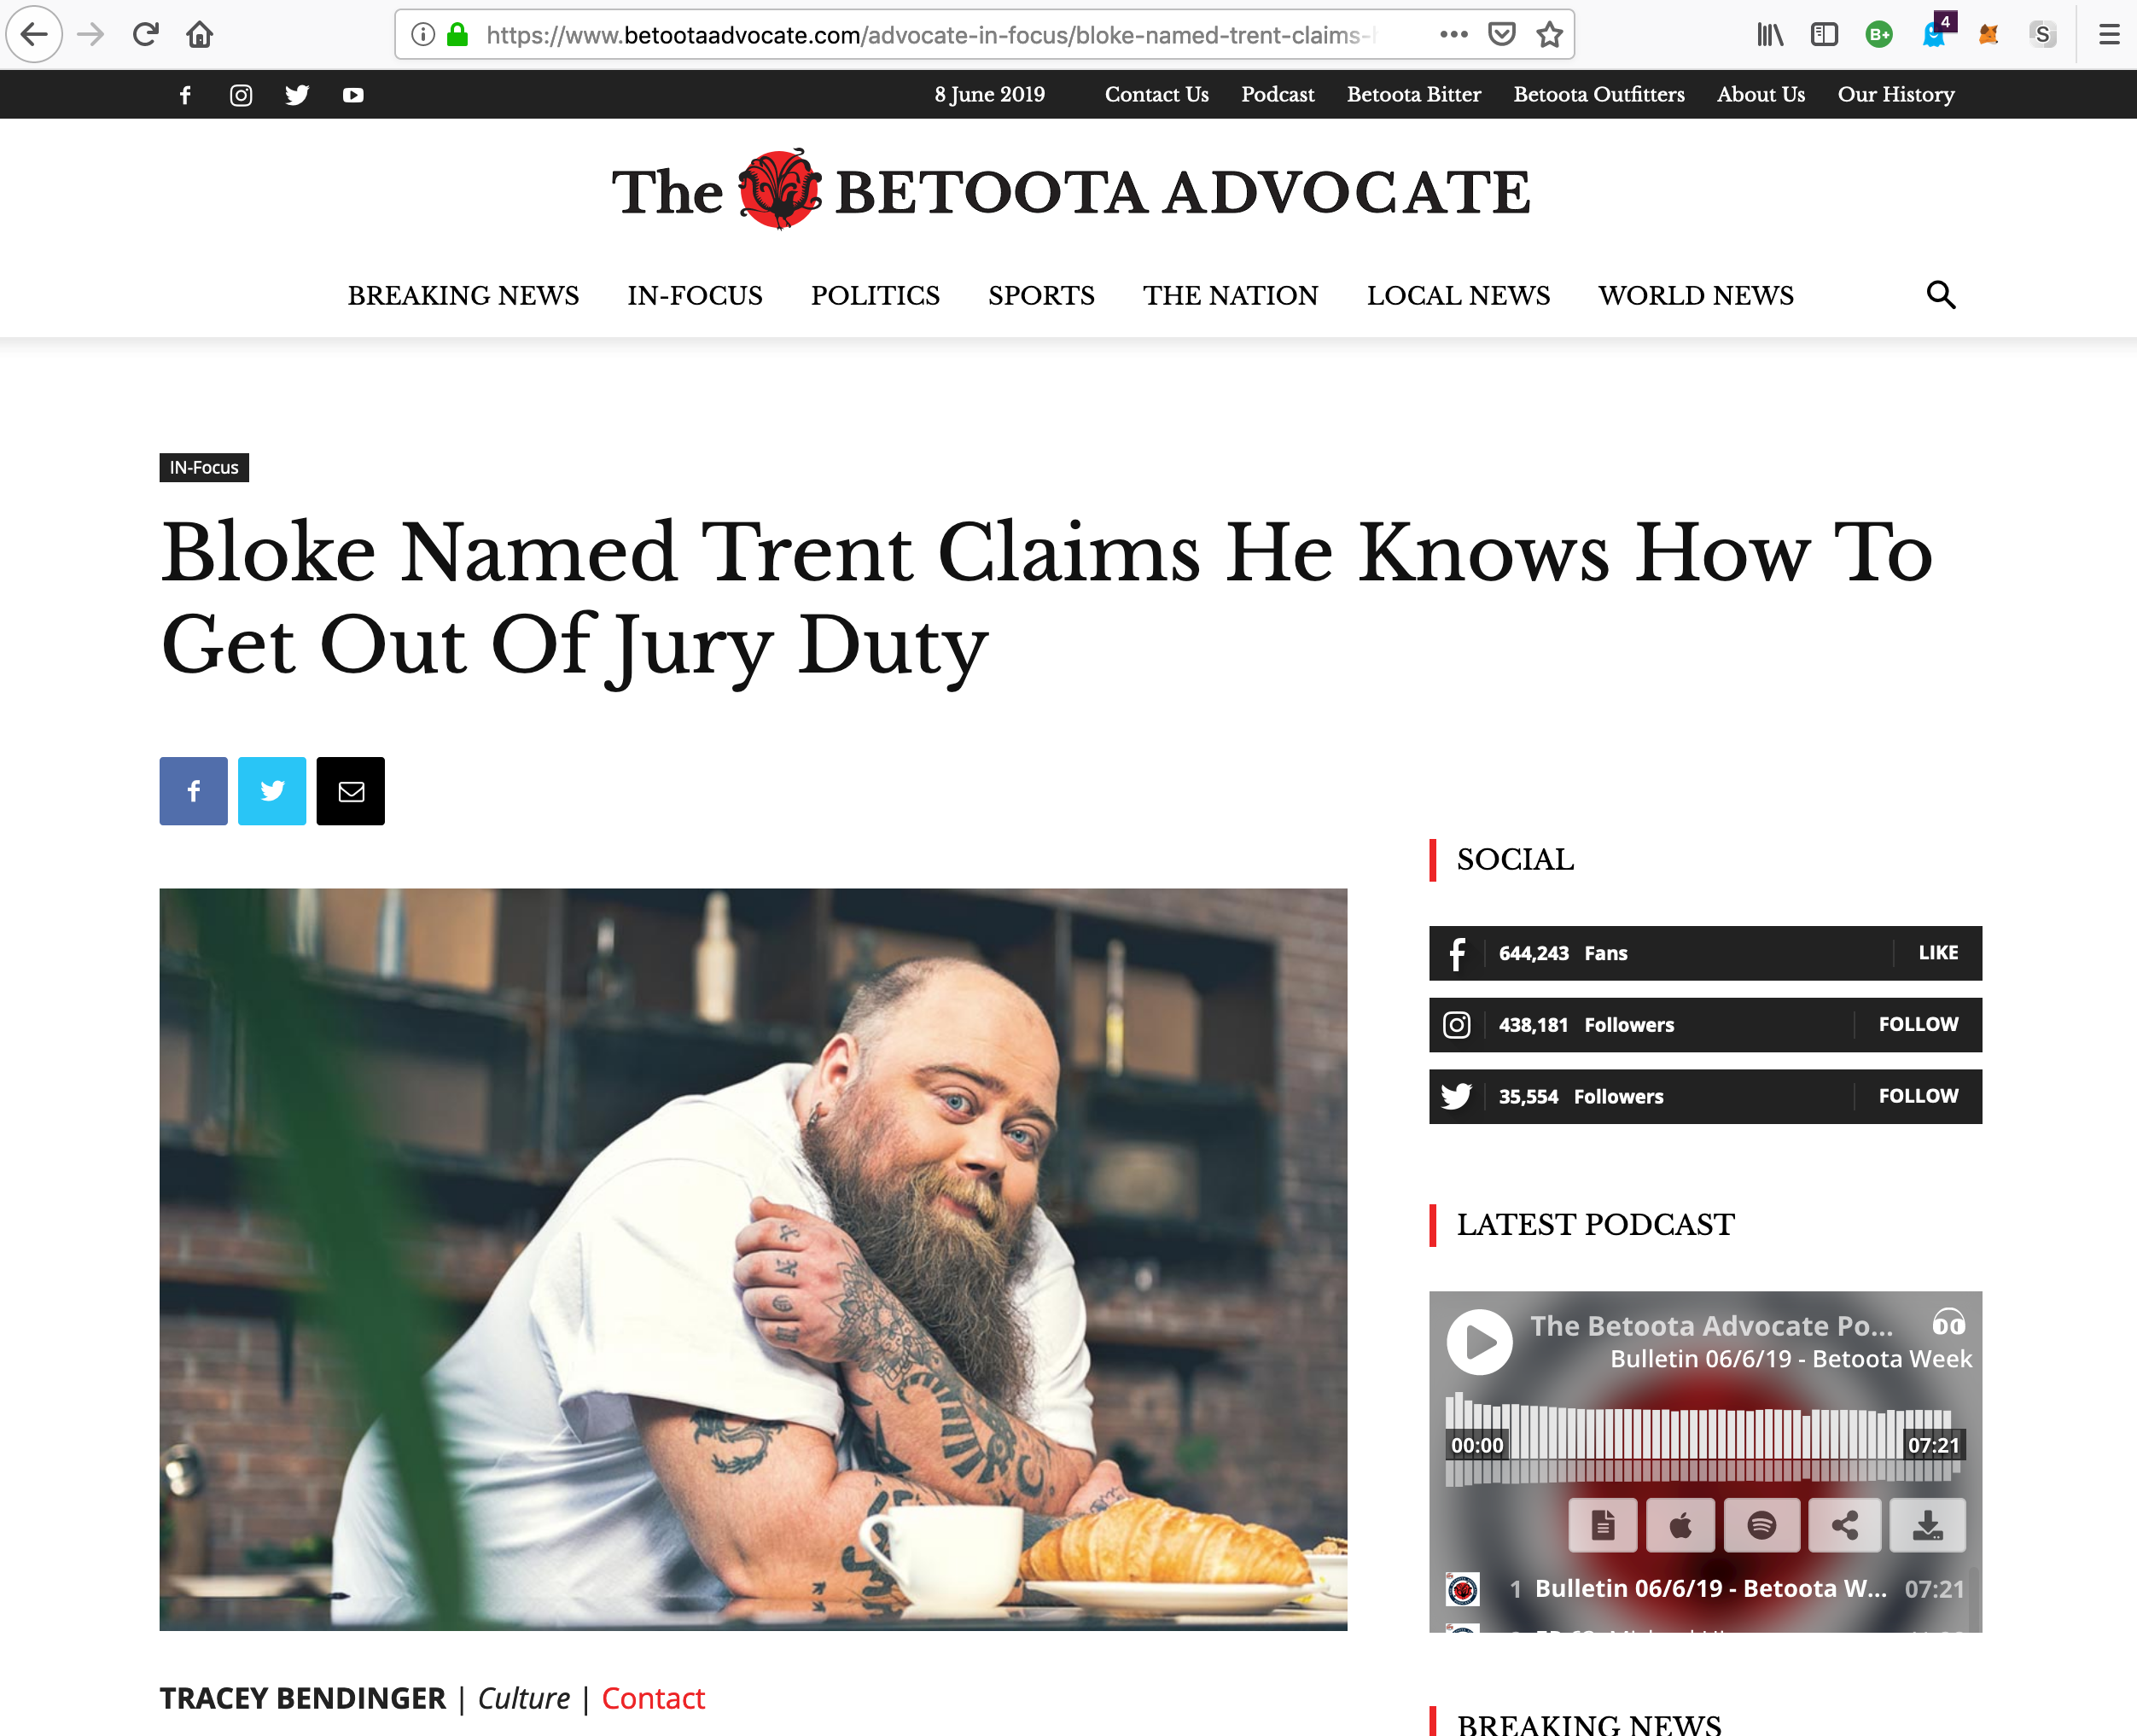 https://www.betootaadvocate.com/advocate-in-focus/bloke-named-trent-claims-
B+
4
S
8 June 2019
Contact Us
Podcast
Betoota Bitter
Betoota Outfitters
About Us
Our History
The BETOOTA ADVOCATE
BREAKING NEWS
IN-FOCUS
POLITICS
SPORTS
THE NATION
LOCAL NEWS
WORLD NEWS
IN-Focus
Bloke Named Trent Claims He Knows How To
Get Out Of Jury Duty
SOCIAL
644,243 Fans LIKE
438,181 Followers FOLLOW
35,554 Followers FOLLOW
LATEST PODCAST
The Betoota Advocate Po...
Bulletin 06/6/19 - Betoota Week
00:00 07:21
1 Bulletin 06/6/19 - Betoota W... 07:21
TRACEY BENDINGER | Culture | Contact
BREAKING NEWS